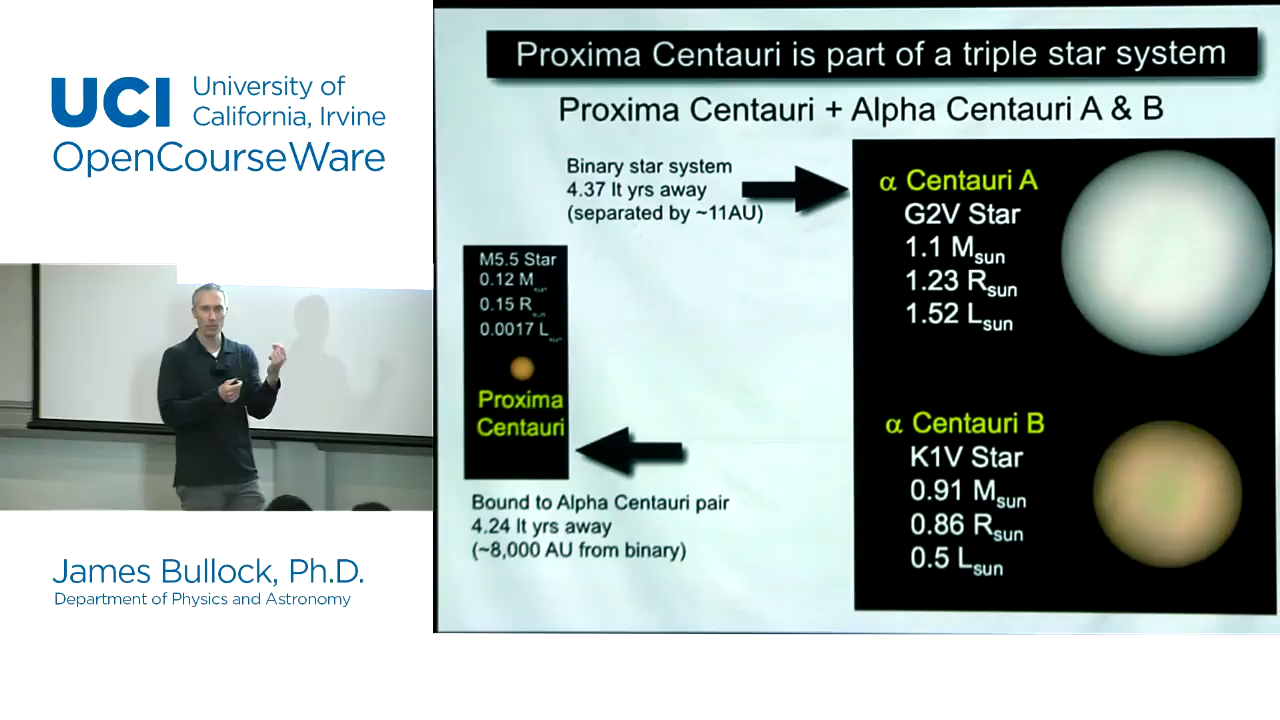 UCI University of
California, Irvine
OpenCourseWare
James Bullock, Ph.D.
Department of Physics and Astronomy
Proxima Centauri is part of a triple star system
Proxima Centauri + Alpha Centauri A & B
Binary star system
4.37 lt yrs away
(separated by ~11AU)
M5.5 Star
0.12 Msun
0.15 Rsun
0.0017 Lsun
Proxima
Centauri
Bound to Alpha Centauri pair
4.24 lt yrs away
(~8,000 AU from binary)
α Centauri A
G2V Star
1.1 Msun
1.23 Rsun
1.52 Lsun
α Centauri B
K1V Star
0.91 Msun
0.86 Rsun
0.5 Lsun